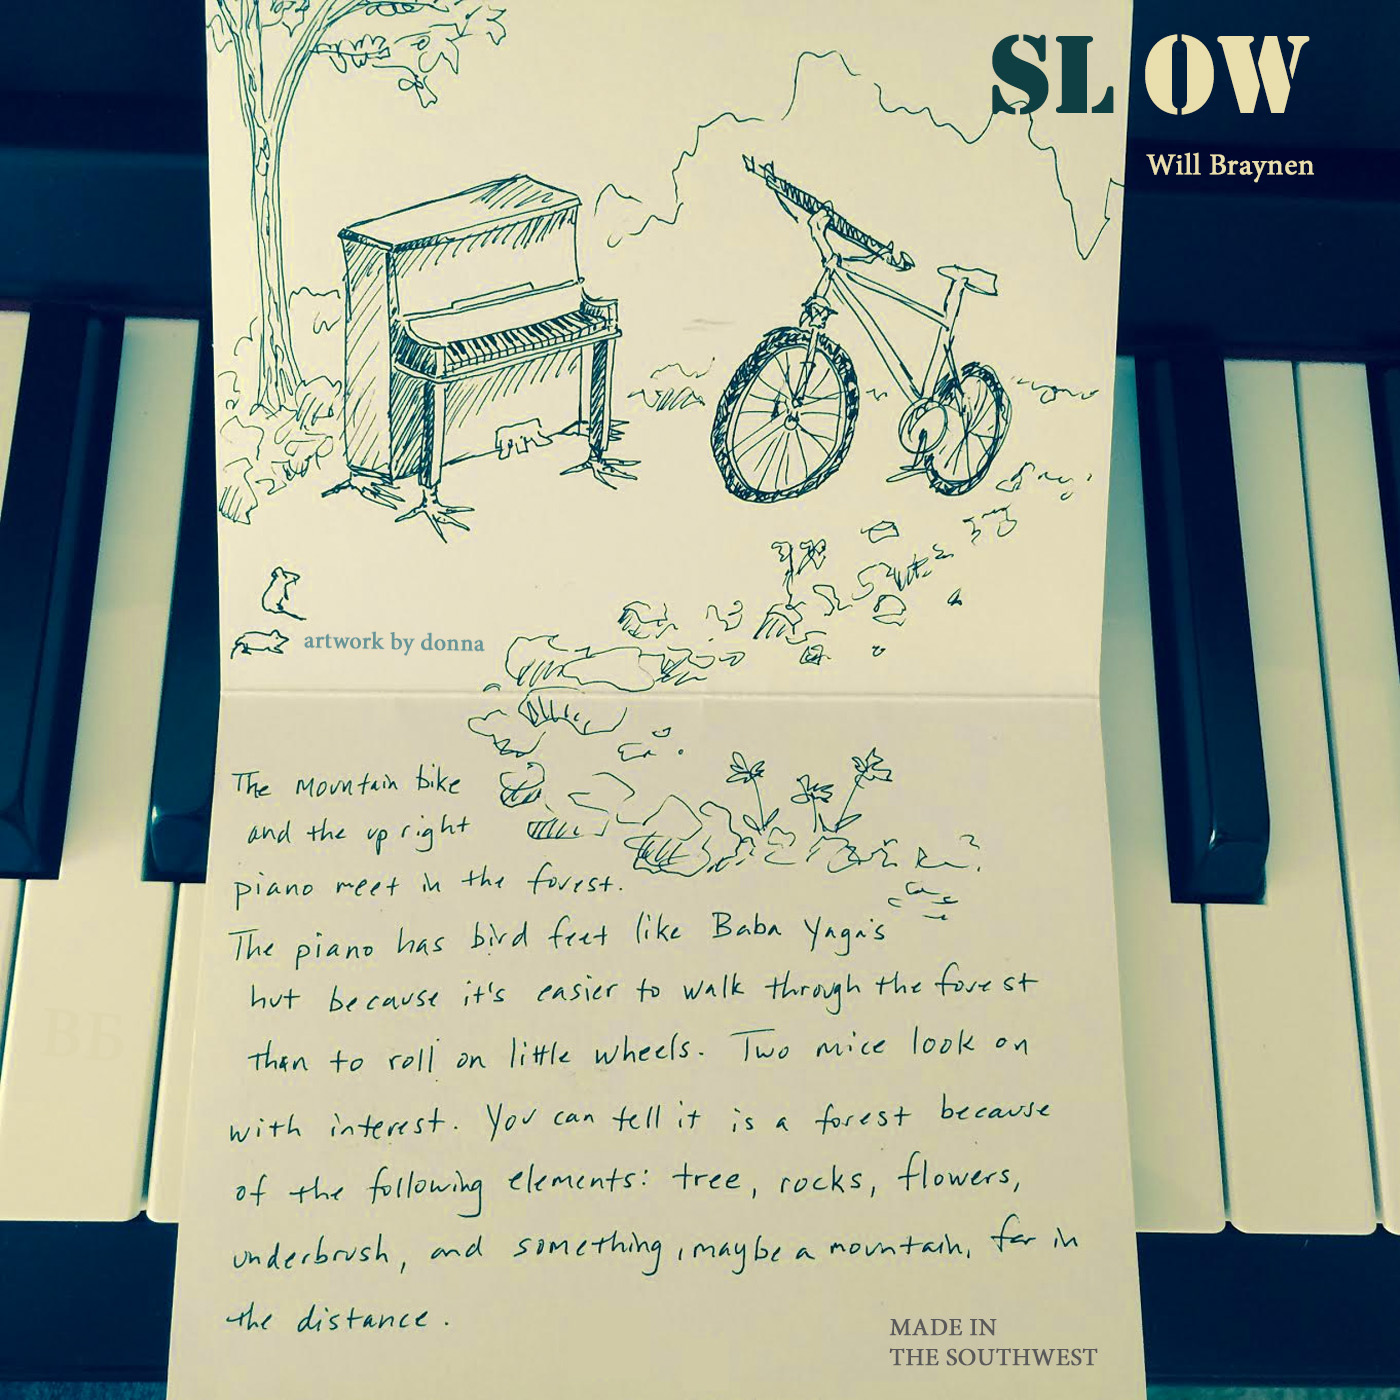 SLOW
Will Braynen
artwork by donna
The mountain bike
and the upright
piano meet in the forest.
The piano has bird feet like Baba Yaga's
hut because it's easier to walk through the forest
than to roll on little wheels. Two mice look on
with interest. You can tell it is a forest because
of the following elements: tree, rocks, flowers,
underbrush, and something, maybe a mountain, far in
the distance.
MADE IN
THE SOUTHWEST